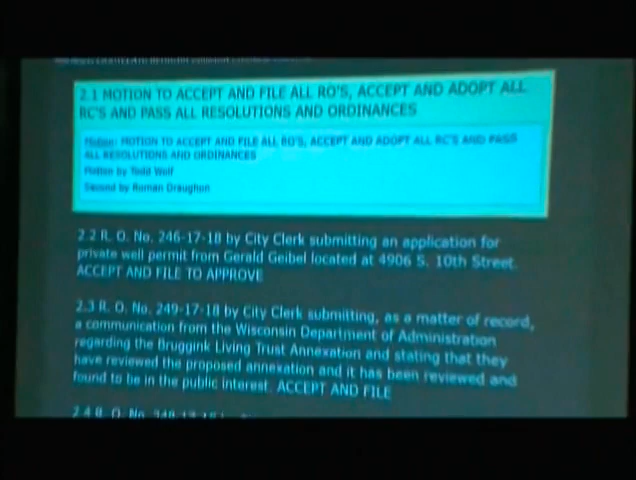 2.1 MOTION TO ACCEPT AND FILE ALL RO'S, ACCEPT AND ADOPT ALL
RC'S AND PASS ALL RESOLUTIONS AND ORDINANCES
Motion: MOTION TO ACCEPT AND FILE ALL RO'S, ACCEPT AND ADOPT ALL RC'S AND PASS
ALL RESOLUTIONS AND ORDINANCES
Motion by Todd Wolf
Second by Roman Draughon
2.2 R. O. No. 246-17-18 by City Clerk submitting an application for
private well permit from Gerald Geibel located at 4906 S. 10th Street.
ACCEPT AND FILE TO APPROVE
2.3 R. O. No. 249-17-18 by City Clerk submitting, as a matter of record,
a communication from the Wisconsin Department of Administration
regarding the Bruggink Living Trust Annexation and stating that they
have reviewed the proposed annexation and it has been reviewed and
found to be in the public interest. ACCEPT AND FILE
2.4 R. O. No.